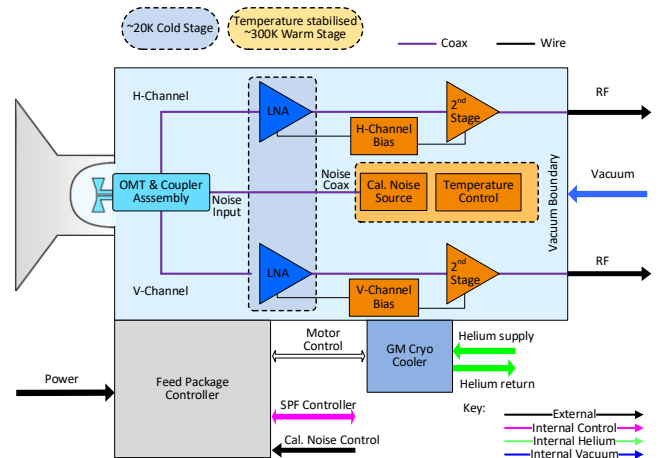 ~20K Cold Stage
Temperature stabilised
~300K Warm Stage
Coax
Wire
H-Channel
LNA
2nd
Stage
RF
H-Channel
Bias
OMT & Coupler
Asssembly
Noise
Input
Noise
Coax
Cal. Noise
Source
Temperature
Control
Vacuum Boundary
Vacuum
V-Channel
LNA
V-Channel
Bias
2nd
Stage
RF
Motor
Control
GM Cryo
Cooler
Helium supply
Helium return
Power
Feed Package
Controller
SPF Controller
Cal. Noise Control
Key:
External
Internal Control
Internal Helium
Internal Vacuum